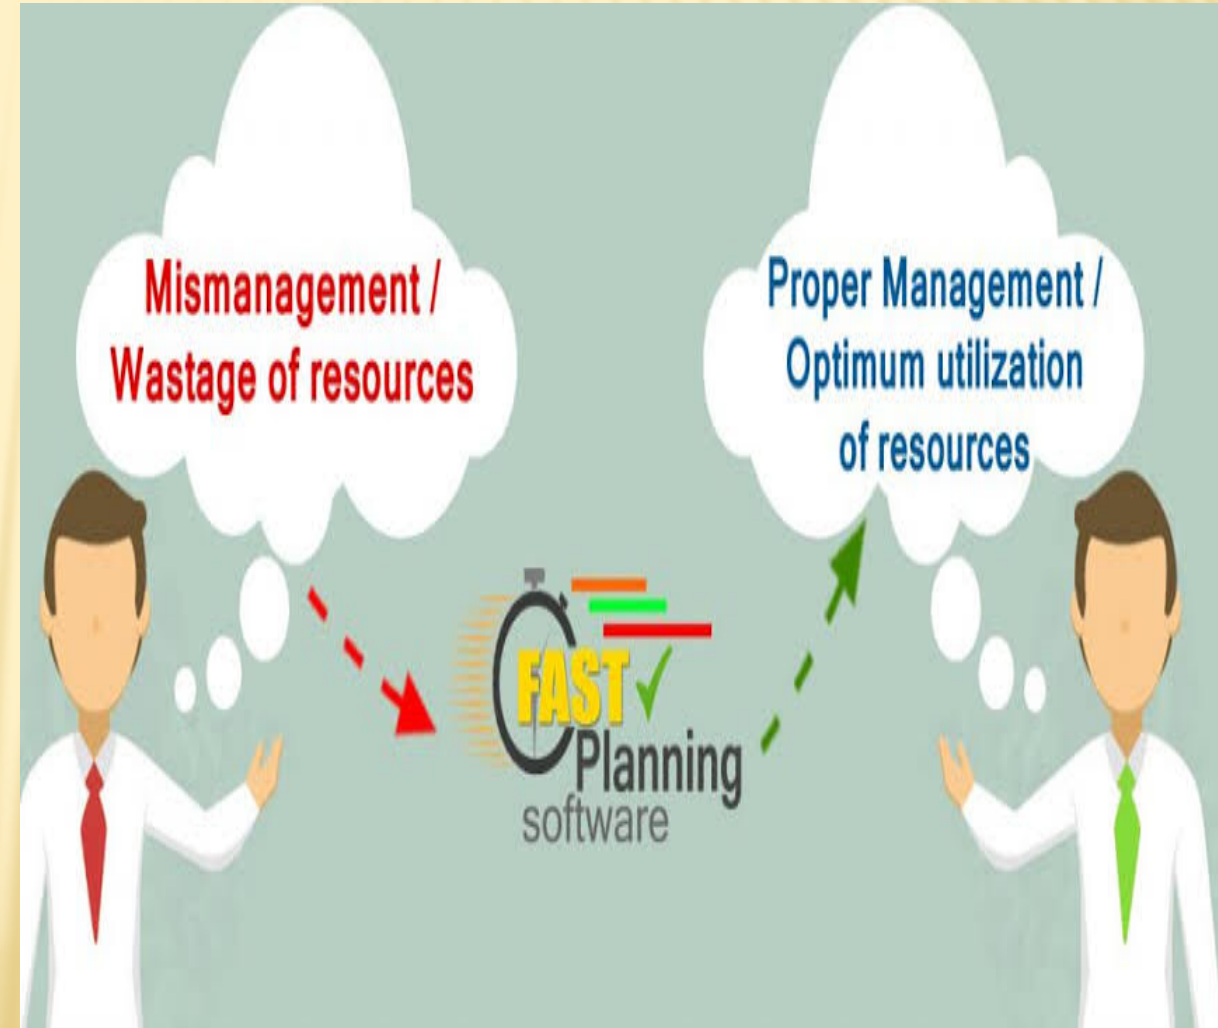 Mismanagement /
Wastage of resources
Proper Management /
Optimum utilization
of resources
FAST
Planning
software